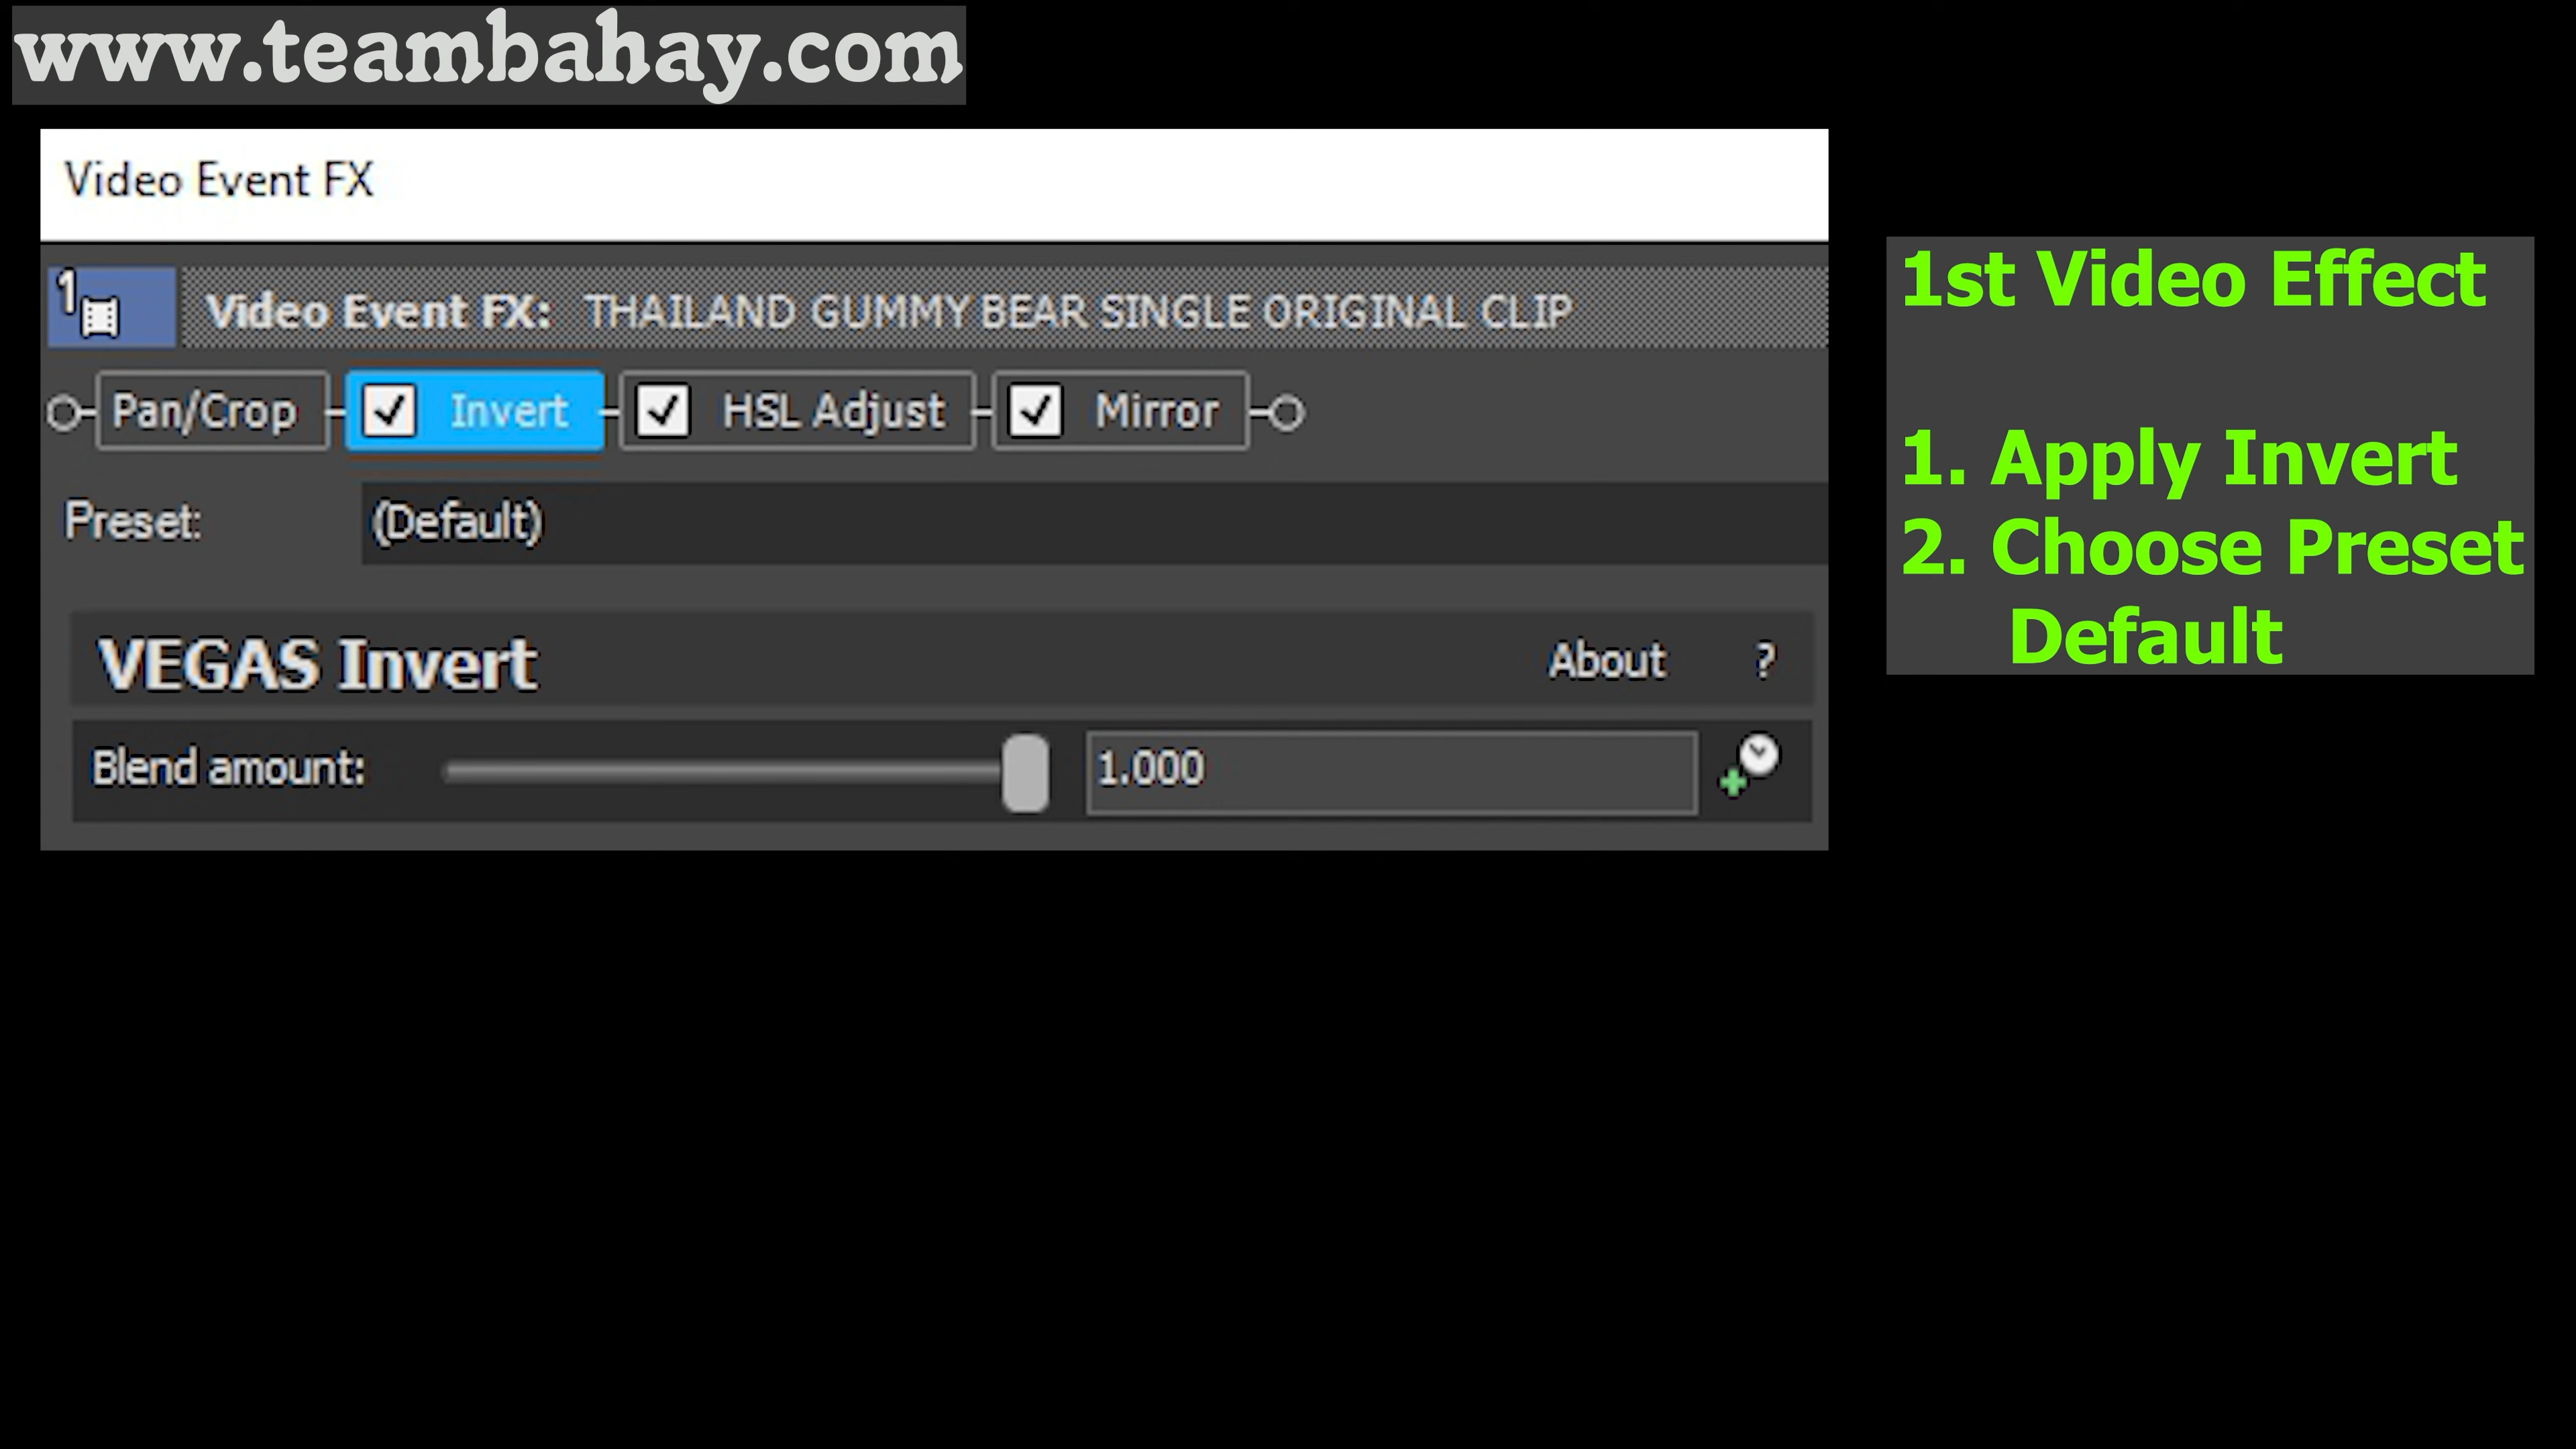 www.teambahay.com
Video Event FX
1
Video Event FX: THAILAND GUMMY BEAR SINGLE ORIGINAL CLIP
Pan/Crop Invert HSL Adjust Mirror
Preset: (Default)
VEGAS Invert About ?
Blend amount: 1.000
1st Video Effect
1. Apply Invert
2. Choose Preset
Default